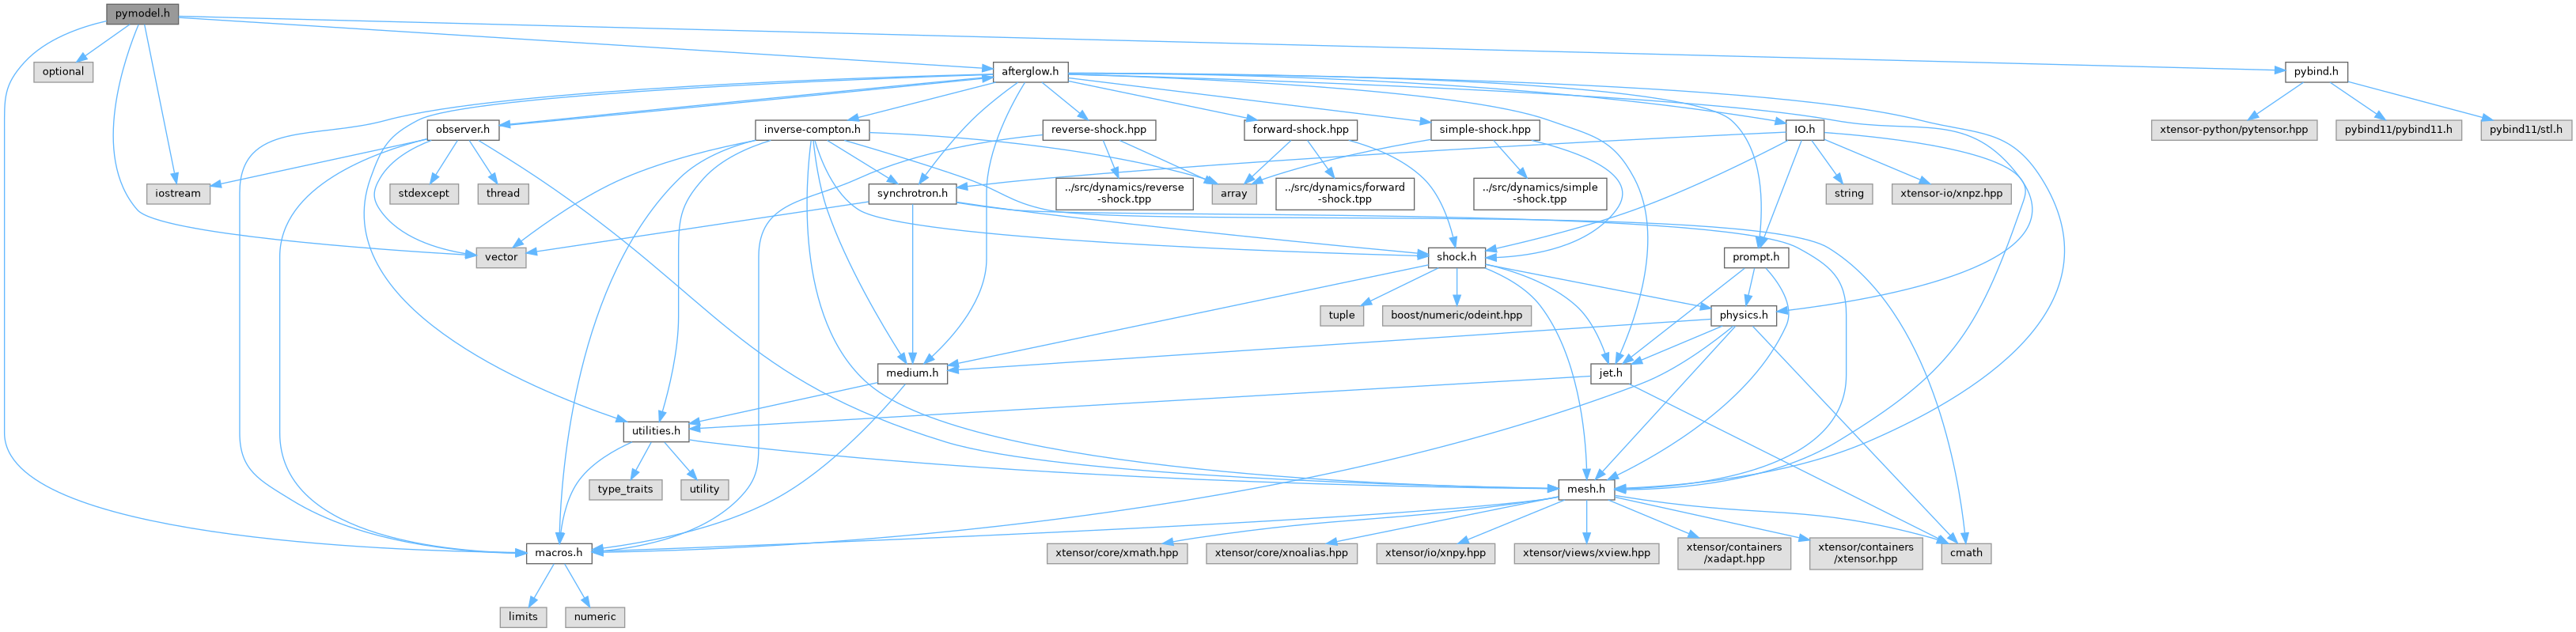 pymodel.h
optional
afterglow.h
pybind.h
observer.h
inverse-compton.h
reverse-shock.hpp
forward-shock.hpp
simple-shock.hpp
IO.h
xtensor-python/pytensor.hpp
pybind11/pybind11.h
pybind11/stl.h
iostream
stdexcept
thread
synchrotron.h
../src/dynamics/reverse
-shock.tpp
array
../src/dynamics/forward
-shock.tpp
../src/dynamics/simple
-shock.tpp
string
xtensor-io/xnpz.hpp
vector
shock.h
prompt.h
tuple
boost/numeric/odeint.hpp
physics.h
medium.h
jet.h
utilities.h
type_traits
utility
mesh.h
macros.h
xtensor/core/xmath.hpp
xtensor/core/xnoalias.hpp
xtensor/io/xnpy.hpp
xtensor/views/xview.hpp
xtensor/containers
/xadapt.hpp
xtensor/containers
/xtensor.hpp
cmath
limits
numeric